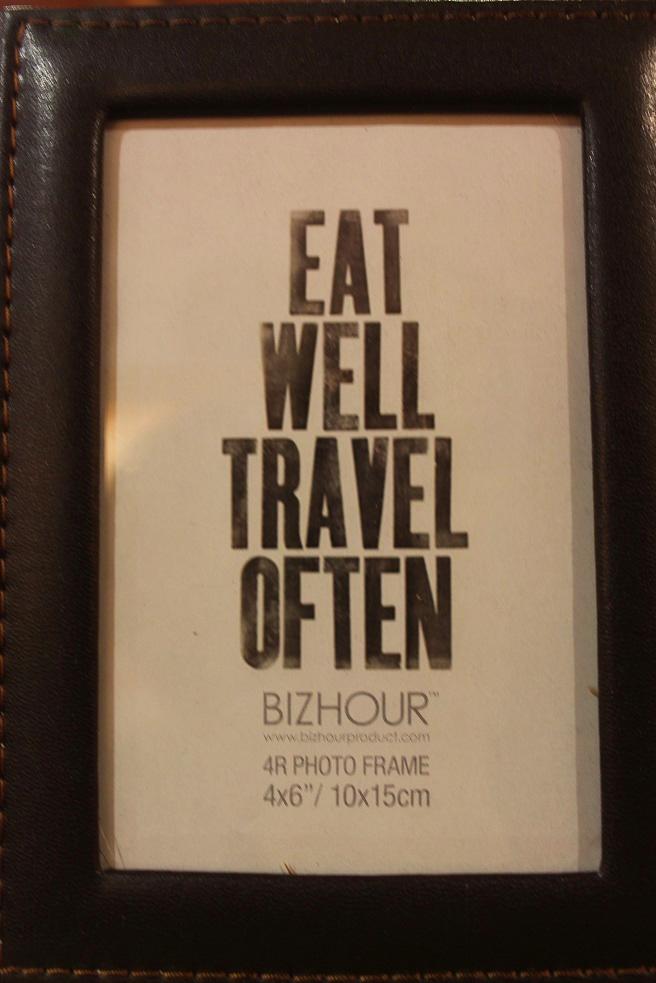 EAT
WELL
TRAVEL
OFTEN
BIZHOUR™
www.bizhourproduct.com
4R PHOTO FRAME
4x6"/ 10x15cm